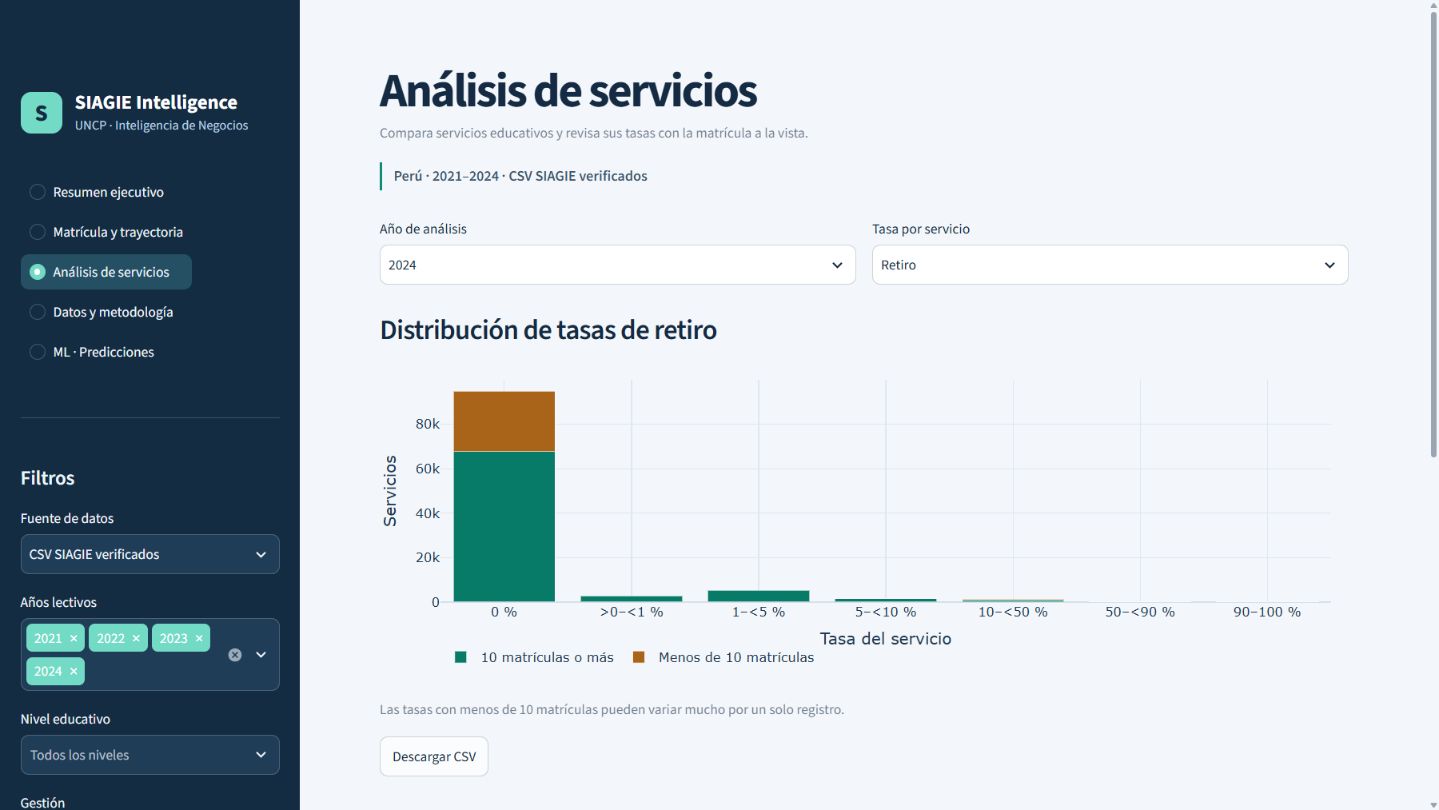 S
SIAGIE Intelligence
UNCP · Inteligencia de Negocios
Resumen ejecutivo
Matrícula y trayectoria
Análisis de servicios
Datos y metodología
ML · Predicciones
Filtros
Fuente de datos
CSV SIAGIE verificados
Años lectivos
2021 × 2022 × 2023 ×
2024 ×
Nivel educativo
Todos los niveles
Gestión
Análisis de servicios
Compara servicios educativos y revisa sus tasas con la matrícula a la vista.
Perú · 2021–2024 · CSV SIAGIE verificados
Año de análisis
2024
Tasa por servicio
Retiro
Distribución de tasas de retiro
Servicios
80k
60k
40k
20k
0
0 % >0–<1 % 1–<5 % 5–<10 % 10–<50 % 50–<90 % 90–100 %
Tasa del servicio
10 matrículas o más Menos de 10 matrículas
Las tasas con menos de 10 matrículas pueden variar mucho por un solo registro.
Descargar CSV